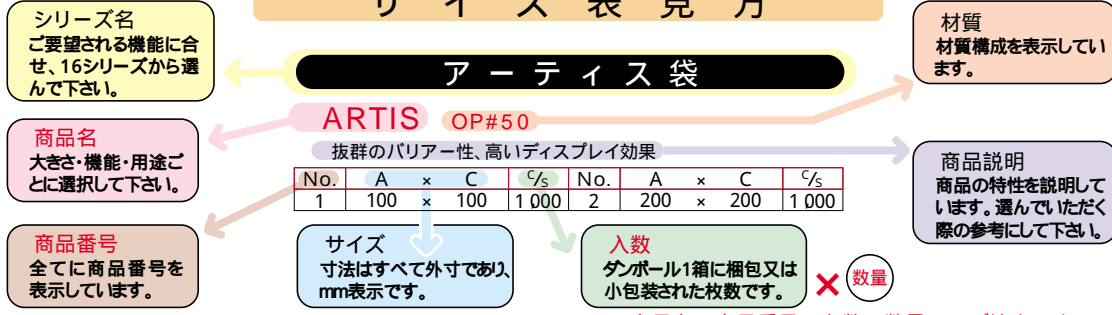 サイズ表見方
シリーズ名
ご要望される機能に合
せ、16シリーズから選
んで下さい。
材質
材質構成を表示してい
ます。
アーティス袋
ARTIS OP#50
抜群のバリアー性、高いディスプレイ効果
商品名
大きさ・機能・用途ご
とに選択して下さい。
商品説明
商品の特性を説明して
います。選んでいただく
際の参考にして下さい。
No. A × C C/S No. A × C C/S
1 100 × 100 1,000 2 200 × 200 1,000
商品番号
全てに商品番号を
表示しています。
サイズ
寸法はすべて外寸であり、
mm表示です。
入数
ダンボール1箱に梱包又は
小包装された枚数です。
× 数量